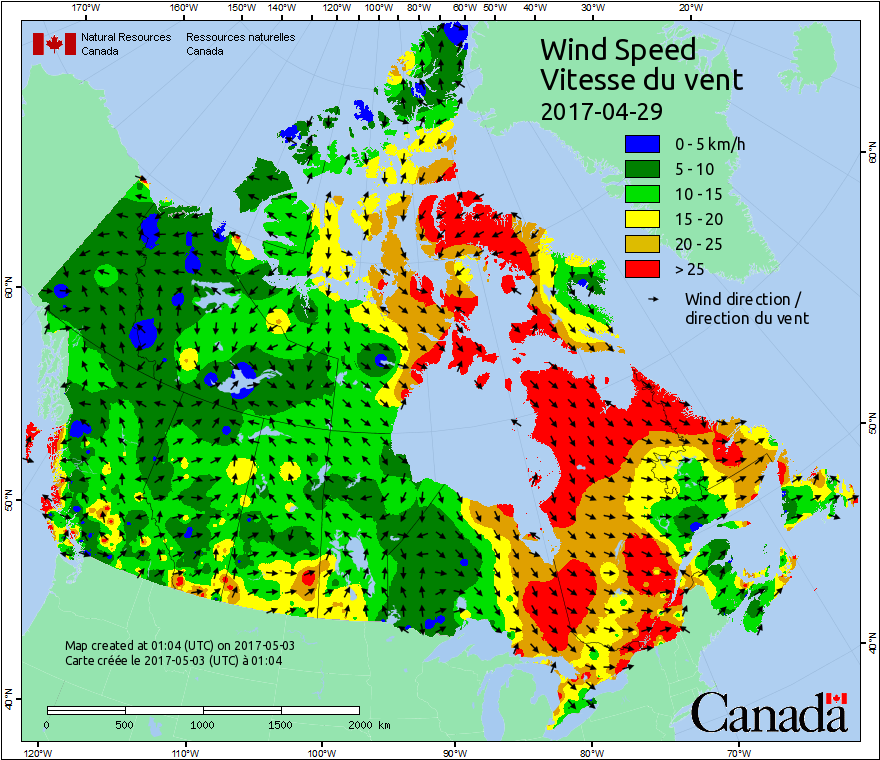 170°W 160°W 150°W 140°W 130°W 120°W 110°W 100°W 80°W 60°W 50°W 40°W 30°W 20°W
Natural Resources Ressources naturelles
Canada Canada
Wind Speed
Vitesse du vent
2017-04-29
0 - 5 km/h
5 - 10
10 - 15
15 - 20
20 - 25
> 25
Wind direction /
direction du vent
60°N
60°N
50°N
50°N
40°N
40°N
Map created at 01:04 (UTC) on 2017-05-03
Carte créée le 2017-05-03 (UTC) à 01:04
0 500 1000 1500 2000 km
Canada
120°W 110°W 100°W 90°W 80°W 70°W